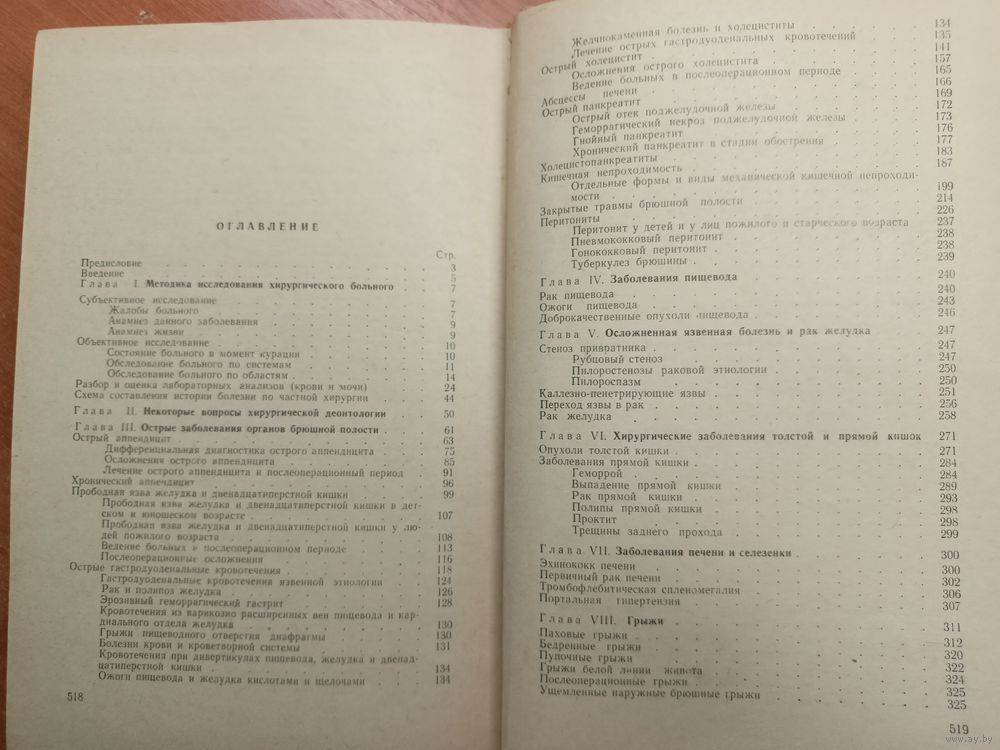 ОГЛАВЛЕНИЕ
Стр.
Предисловие 3
Введение 5
Глава I. Методика исследования хирургического больного 7
Субъективное исследование 7
Жалобы больного 7
Анамнез данного заболевания 9
Анамнез жизни 9
Объективное исследование 10
Состояние больного в момент курации 10
Обследование больного по системам 11
Обследование больного по областям 14
Разбор и оценка лабораторных анализов (крови и мочи) 24
Схема составления истории болезни по частной хирургии 44
Глава II. Некоторые вопросы хирургической деонтологии 50
Глава III. Острые заболевания органов брюшной полости 61
Острый аппендицит 63
Дифференциальная диагностика острого аппендицита 75
Осложнения острого аппендицита 85
Лечение острого аппендицита и послеоперационный период 91
Хронический аппендицит 96
Прободная язва желудка и двенадцатиперстной кишки 99
Прободная язва желудка и двенадцатиперстной кишки в дет-
ском и юношеском возрасте 107
Прободная язва желудка и двенадцатиперстной кишки у лю-
дей пожилого возраста 108
Ведение больных в послеоперационном периоде 113
Послеоперационные осложнения 116
Острые гастродуоденальные кровотечения 118
Гастродуоденальные кровотечения язвенной этиологии 124
Рак и полипоз желудка 126
Эрозивный геморрагический гастрит 128
Кровотечения из варикозно расширенных вен пищевода и кар-
диального отдела желудка 130
Грыжи пищеводного отверстия диафрагмы 130
Болезни крови и кроветворной системы 131
Кровотечения при дивертикулах пищевода, желудка и двенад-
цатиперстной кишки 134
Ожоги пищевода и желудка кислотами и щелочами 134
518
Желчнокаменная болезнь и холециститы 134
Лечение острых гастродуоденальных кровотечений 135
Острый холецистит 141
Осложнения острого холецистита 157
Ведение больных в послеоперационном периоде 165
Абсцессы печени 166
Острый панкреатит 169
Острый отек поджелудочной железы 172
Геморрагический некроз поджелудочной железы 173
Гнойный панкреатит 176
Хронический панкреатит в стадии обострения 177
Холецистопанкреатиты 183
Кишечная непроходимость 187
Отдельные формы и виды механической кишечной непроходи-
мости 199
Закрытые травмы брюшной полости 214
Перитониты 226
Перитонит у детей и у лиц пожилого и старческого возраста 237
Пневмококковый перитонит 238
Гонококковый перитонит 238
Туберкулез брюшины 239
Глава IV. Заболевания пищевода 240
Рак пищевода 240
Ожоги пищевода 243
Доброкачественные опухоли пищевода 246
Глава V. Осложненная язвенная болезнь и рак желудка 247
Стеноз привратника 247
Рубцовый стеноз 247
Пилоростенозы раковой этиологии 250
Пилороспазм 250
Каллезно-пенетрирующие язвы 251
Переход язвы в рак 256
Рак желудка 258
Глава VI. Хирургические заболевания толстой и прямой кишок 271
Опухоли толстой кишки 271
Заболевания прямой кишки 284
Геморрой 284
Выпадение прямой кишки 289
Рак прямой кишки 293
Полипы прямой кишки 298
Проктит 298
Трещины заднего прохода 299
Глава VII. Заболевания печени и селезенки 300
Эхинококк печени 300
Первичный рак печени 302
Тромбофлебитическая спленомегалия 306
Портальная гипертензия 307
Глава VIII. Грыжи 311
Паховые грыжи 312
Бедренные грыжи 320
Пупочные грыжи 322
Грыжи белой линии живота 324
Послеоперационные грыжи 325
Ущемленные наружные брюшные грыжи 325
519
www.ay.by